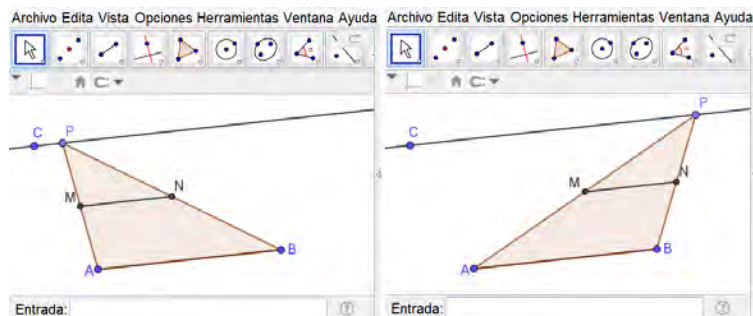 Archivo Edita Vista Opciones Herramientas Ventana Ayuda
C P
M N
A B
Entrada:
Archivo Edita Vista Opciones Herramientas Ventana Ayuda
P
C
M N
A B
Entrada: